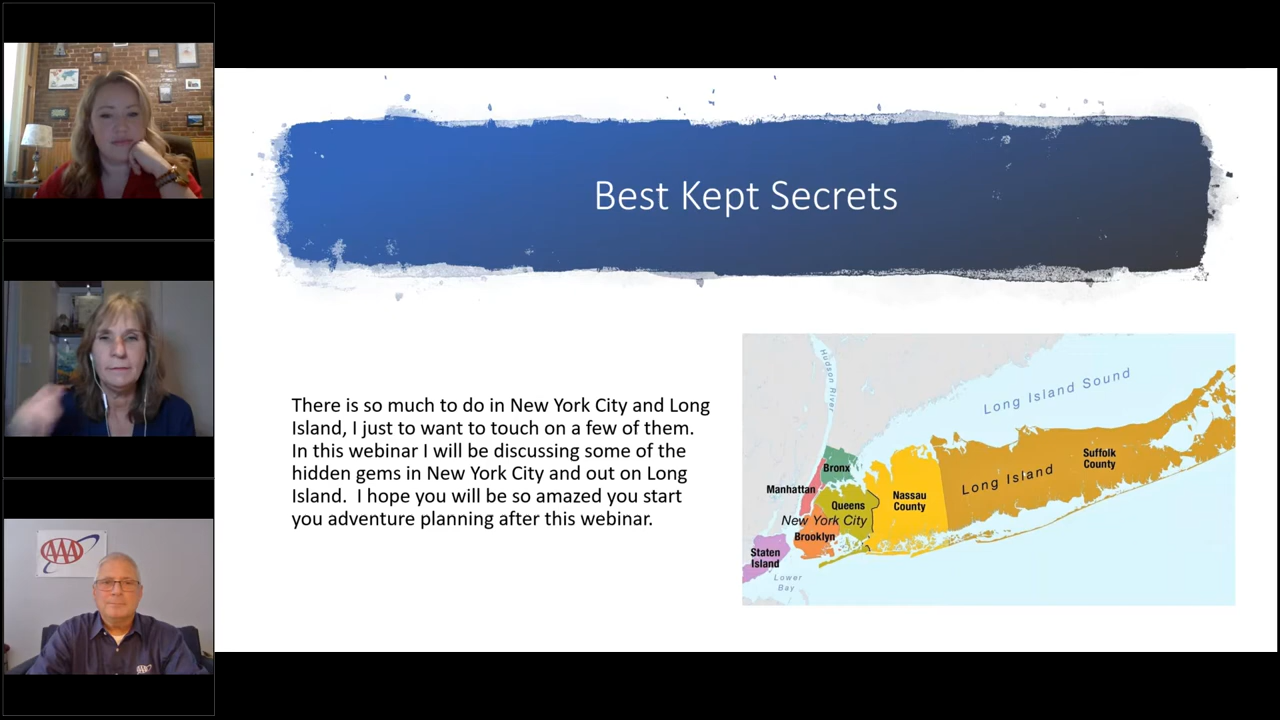 Best Kept Secrets
There is so much to do in New York City and Long
Island, I just to want to touch on a few of them.
In this webinar I will be discussing some of the
hidden gems in New York City and out on Long
Island.  I hope you will be so amazed you start
you adventure planning after this webinar.
Hudson River
Long Island Sound
Bronx
Manhattan
Queens
New York City
Brooklyn
Staten
Island
Lower
Bay
Nassau
County
Long Island
Suffolk
County
AAA
AAA